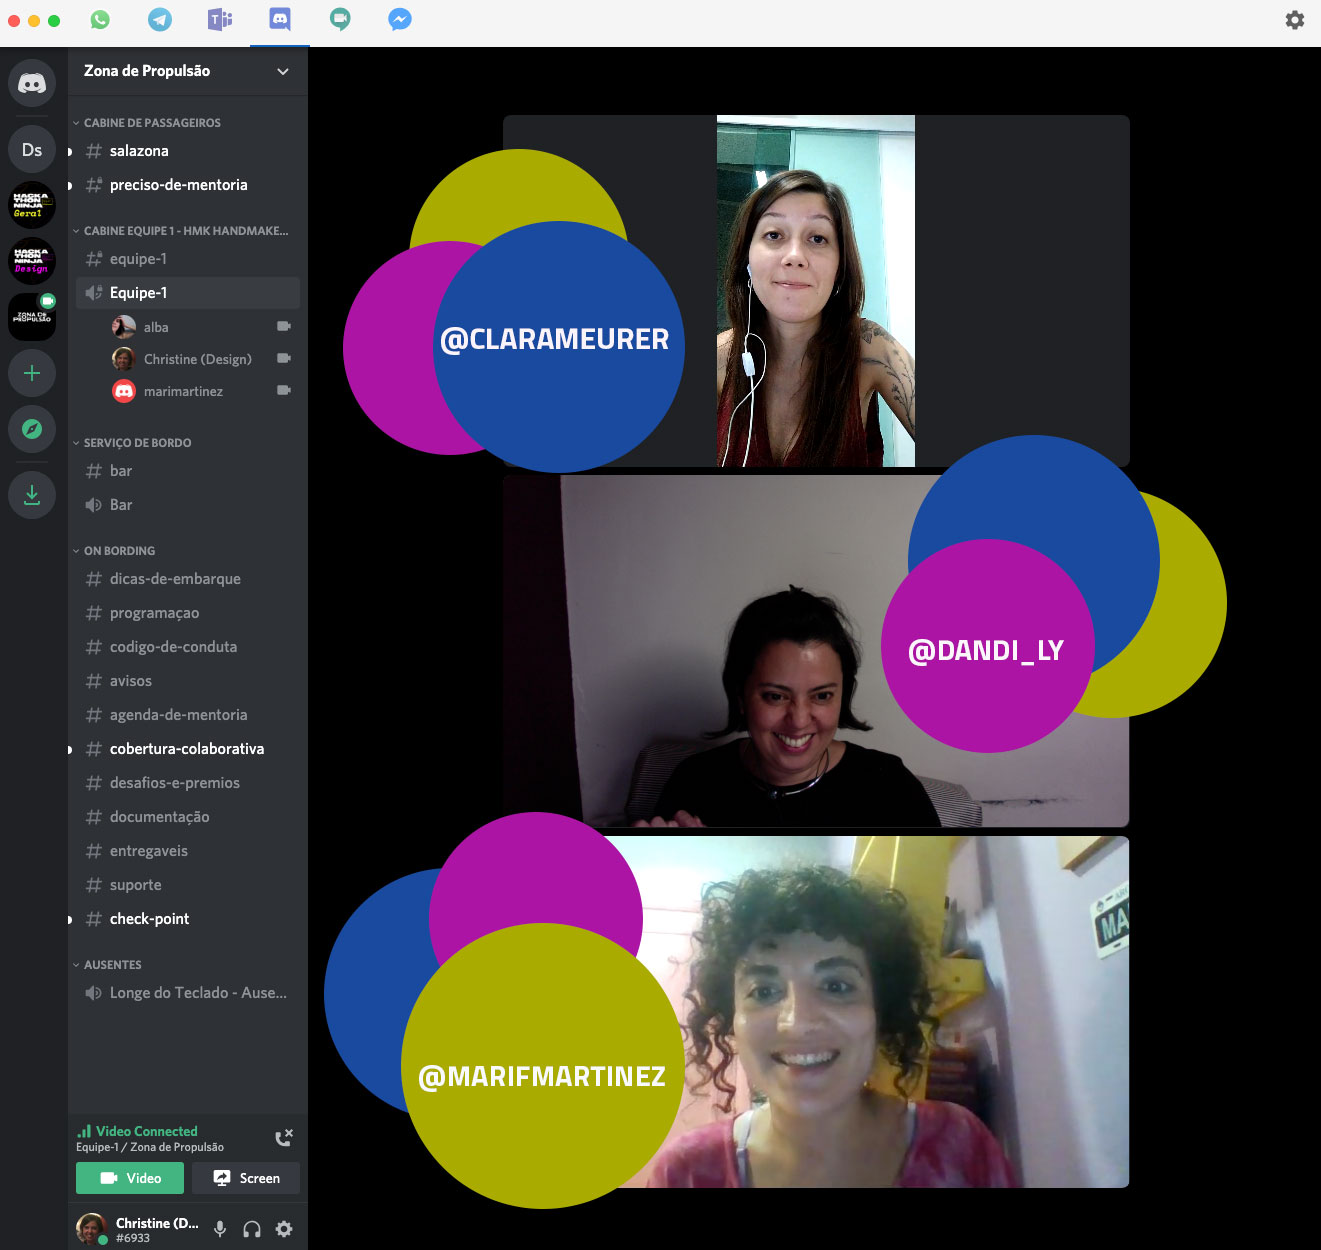 Zona de Propulsão
Ds
HACKA
THON
NINJA
Geral
HACKA
THON
NINJA
Design
ZONA DE
PROPULSÃO
CABINE DE PASSAGEIROS
salazona
preciso-de-mentoria
CABINE EQUIPE 1 - HMK HANDMAKE...
equipe-1
Equipe-1
alba
Christine (Design)
marimartinez
SERVIÇO DE BORDO
bar
Bar
ON BORDING
dicas-de-embarque
programaçao
codigo-de-conduta
avisos
agenda-de-mentoria
cobertura-colaborativa
desafios-e-premios
documentação
entregaveis
suporte
check-point
AUSENTES
Longe do Teclado - Ause...
Video Connected
Equipe-1 / Zona de Propulsão
Video
Screen
Christine (D...
#6933
@CLARAMEURER
@DANDI_LY
@MARIFMARTINEZ